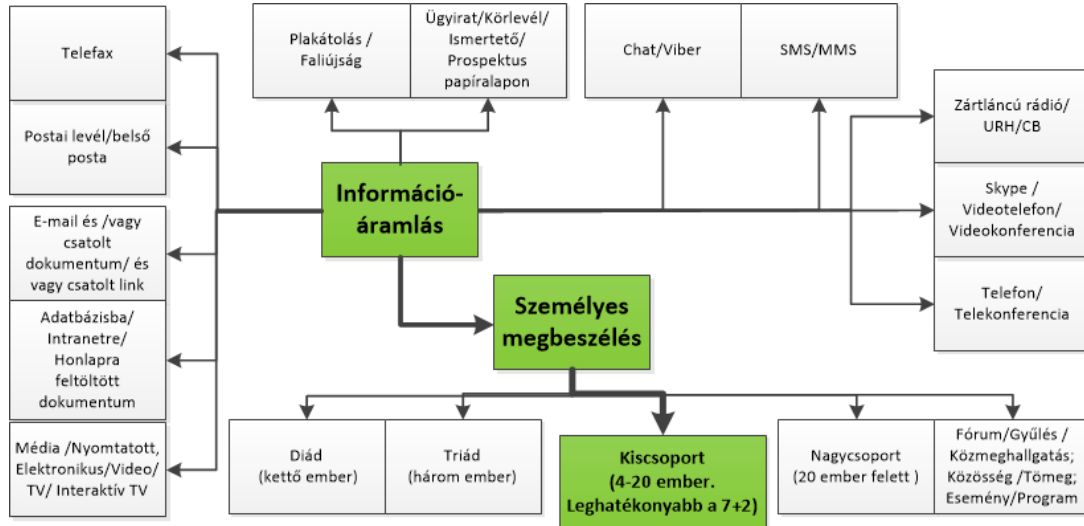 Telefax
Postai levél/belső
posta
E-mail és /vagy
csatolt
dokumentum/ és
vagy csatolt link
Adatbázisba/
Intranetre/
Honlapra
feltöltött
dokumentum
Média /Nyomtatott,
Elektronikus/Video/
TV/ Interaktív TV
Plakátolás /
Faliújság
Ügyirat/Körlevél/
Ismertető/
Prospektus
papíralapon
Chat/Viber
SMS/MMS
Zártláncú rádió/
URH/CB
Skype /
Videotelefon/
Videokonferencia
Telefon/
Telekonferencia
Információ-
áramlás
Személyes
megbeszélés
Diád
(kettő ember)
Triád
(három ember)
Kiscsoport
(4-20 ember.
Leghatékonyabb a 7+2)
Nagycsoport
(20 ember felett )
Fórum/Gyűlés /
Közmeghallgatás;
Közösség /Tömeg;
Esemény/Program